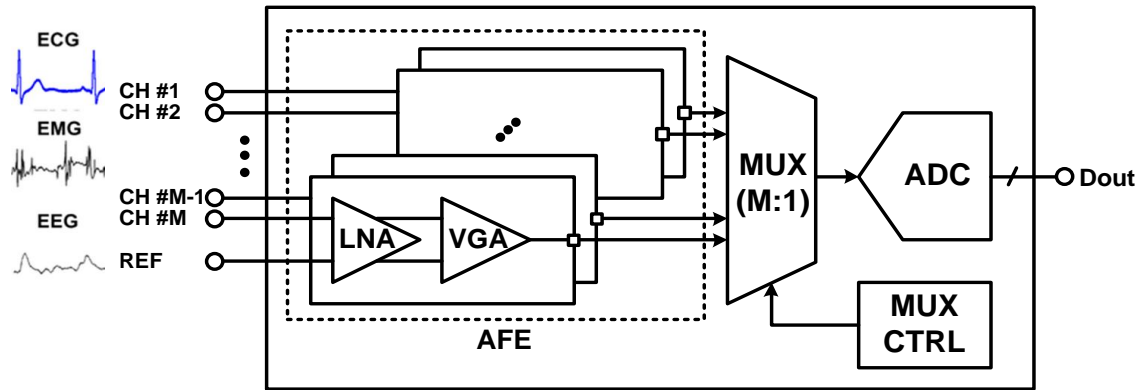 ECG
CH #1
CH #2
EMG
CH #M-1
CH #M
EEG
REF
LNA
VGA
AFE
MUX
(M:1)
ADC
Dout
MUX
CTRL